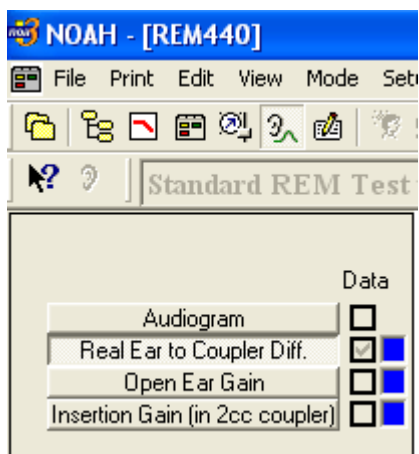 NOAH - [REM440]
File Print Edit View Mode Set
Standard REM Test
Data
Audiogram
Real Ear to Coupler Diff.
Open Ear Gain
Insertion Gain (in 2cc coupler)